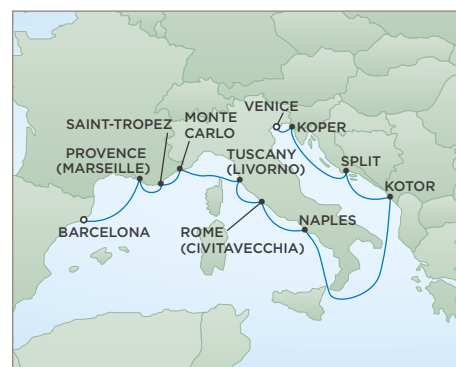 VENICE
MONTE
CARLO
SAINT-TROPEZ
KOPER
PROVENCE
(MARSEILLE)
TUSCANY
(LIVORNO)
SPLIT
KOTOR
BARCELONA
ROME
(CIVITAVECCHIA)
NAPLES